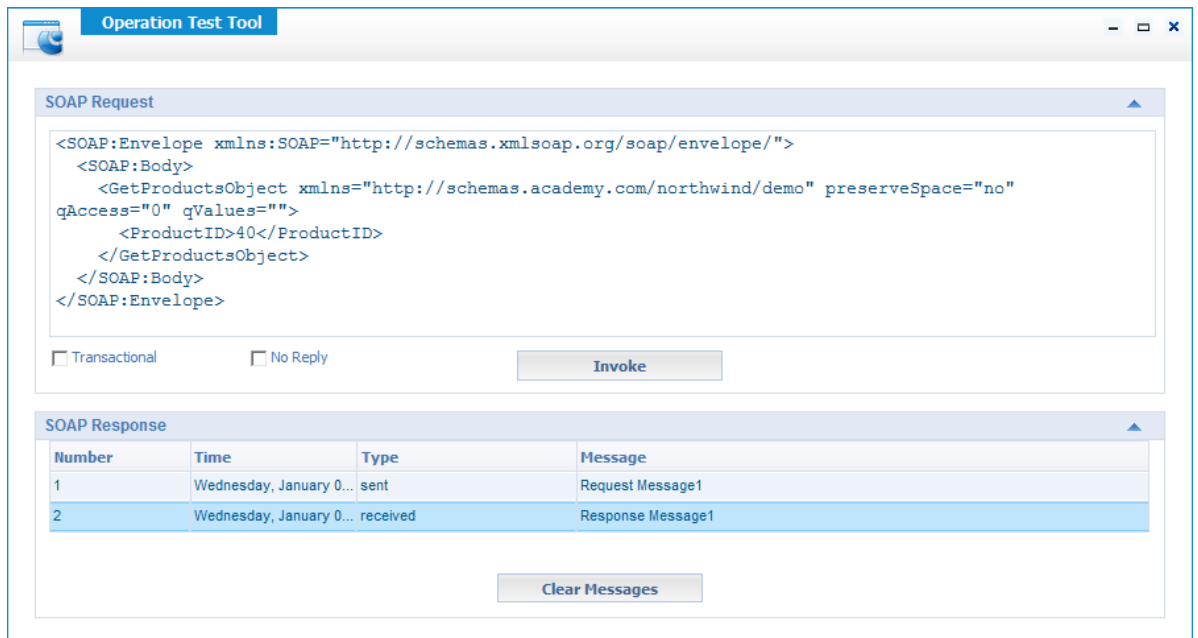 Operation Test Tool
SOAP Request
<SOAP:Envelope xmlns:SOAP="http://schemas.xmlsoap.org/soap/envelope/">
  <SOAP:Body>
    <GetProductsObject xmlns="http://schemas.academy.com/northwind/demo" preserveSpace="no"
qAccess="0" qValues="">
      <ProductID>40</ProductID>
    </GetProductsObject>
  </SOAP:Body>
</SOAP:Envelope>
Transactional No Reply Invoke
SOAP Response
Number Time Type Message
1 Wednesday, January 0... sent Request Message1
2 Wednesday, January 0... received Response Message1
Clear Messages